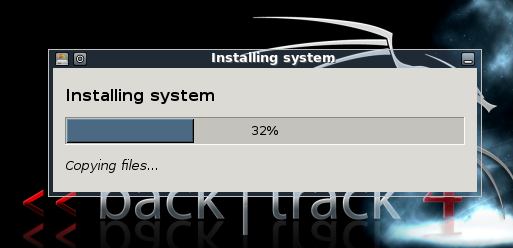 Installing system
Installing system
32%
Copying files...
<< back|track 4